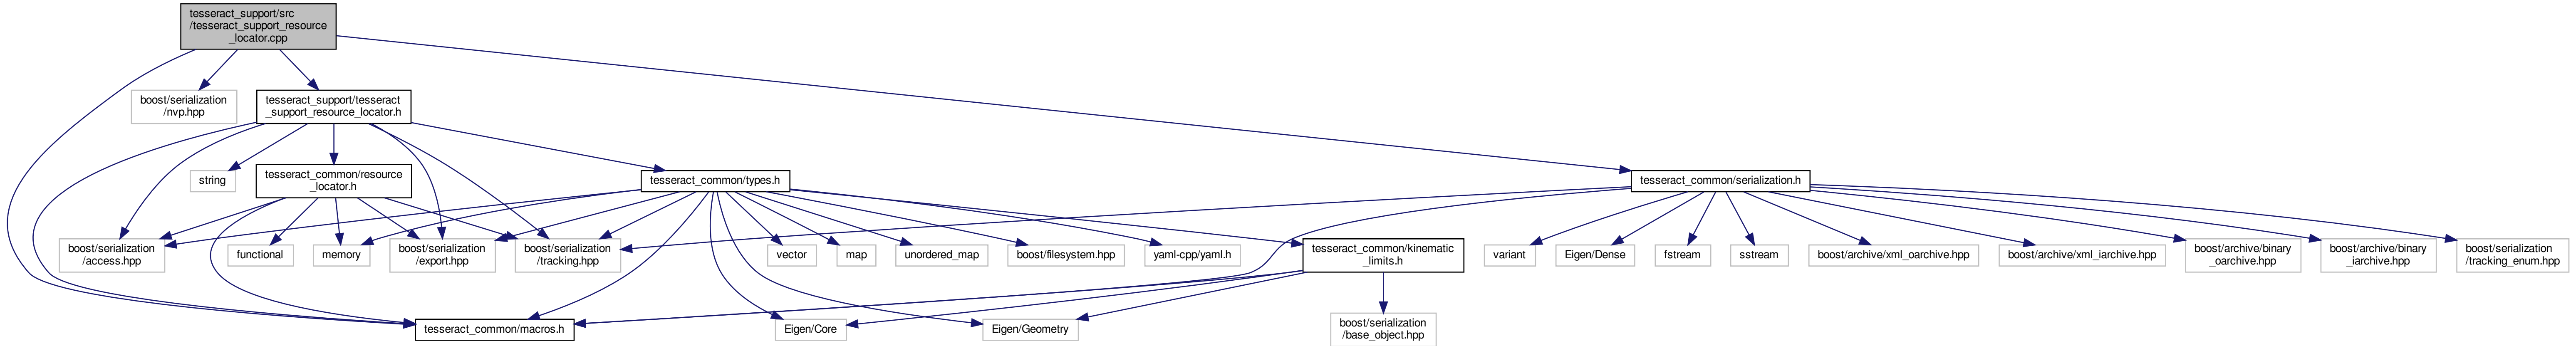 tesseract_support/src
/tesseract_support_resource
_locator.cpp
boost/serialization
/nvp.hpp
tesseract_support/tesseract
_support_resource_locator.h
string
tesseract_common/resource
_locator.h
tesseract_common/types.h
tesseract_common/serialization.h
boost/serialization
/access.hpp
functional
memory
boost/serialization
/export.hpp
boost/serialization
/tracking.hpp
vector
map
unordered_map
boost/filesystem.hpp
yaml-cpp/yaml.h
tesseract_common/kinematic
_limits.h
variant
Eigen/Dense
fstream
sstream
boost/archive/xml_oarchive.hpp
boost/archive/xml_iarchive.hpp
boost/archive/binary
_oarchive.hpp
boost/archive/binary
_iarchive.hpp
boost/serialization
/tracking_enum.hpp
tesseract_common/macros.h
Eigen/Core
Eigen/Geometry
boost/serialization
/base_object.hpp